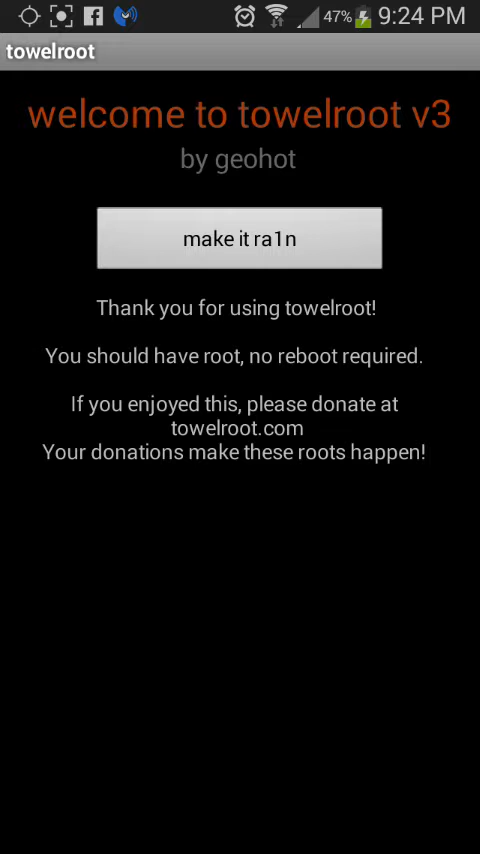 47% 9:24 PM
towelroot
welcome to towelroot v3
by geohot
make it ra1n
Thank you for using towelroot!
You should have root, no reboot required.
If you enjoyed this, please donate at
towelroot.com
Your donations make these roots happen!